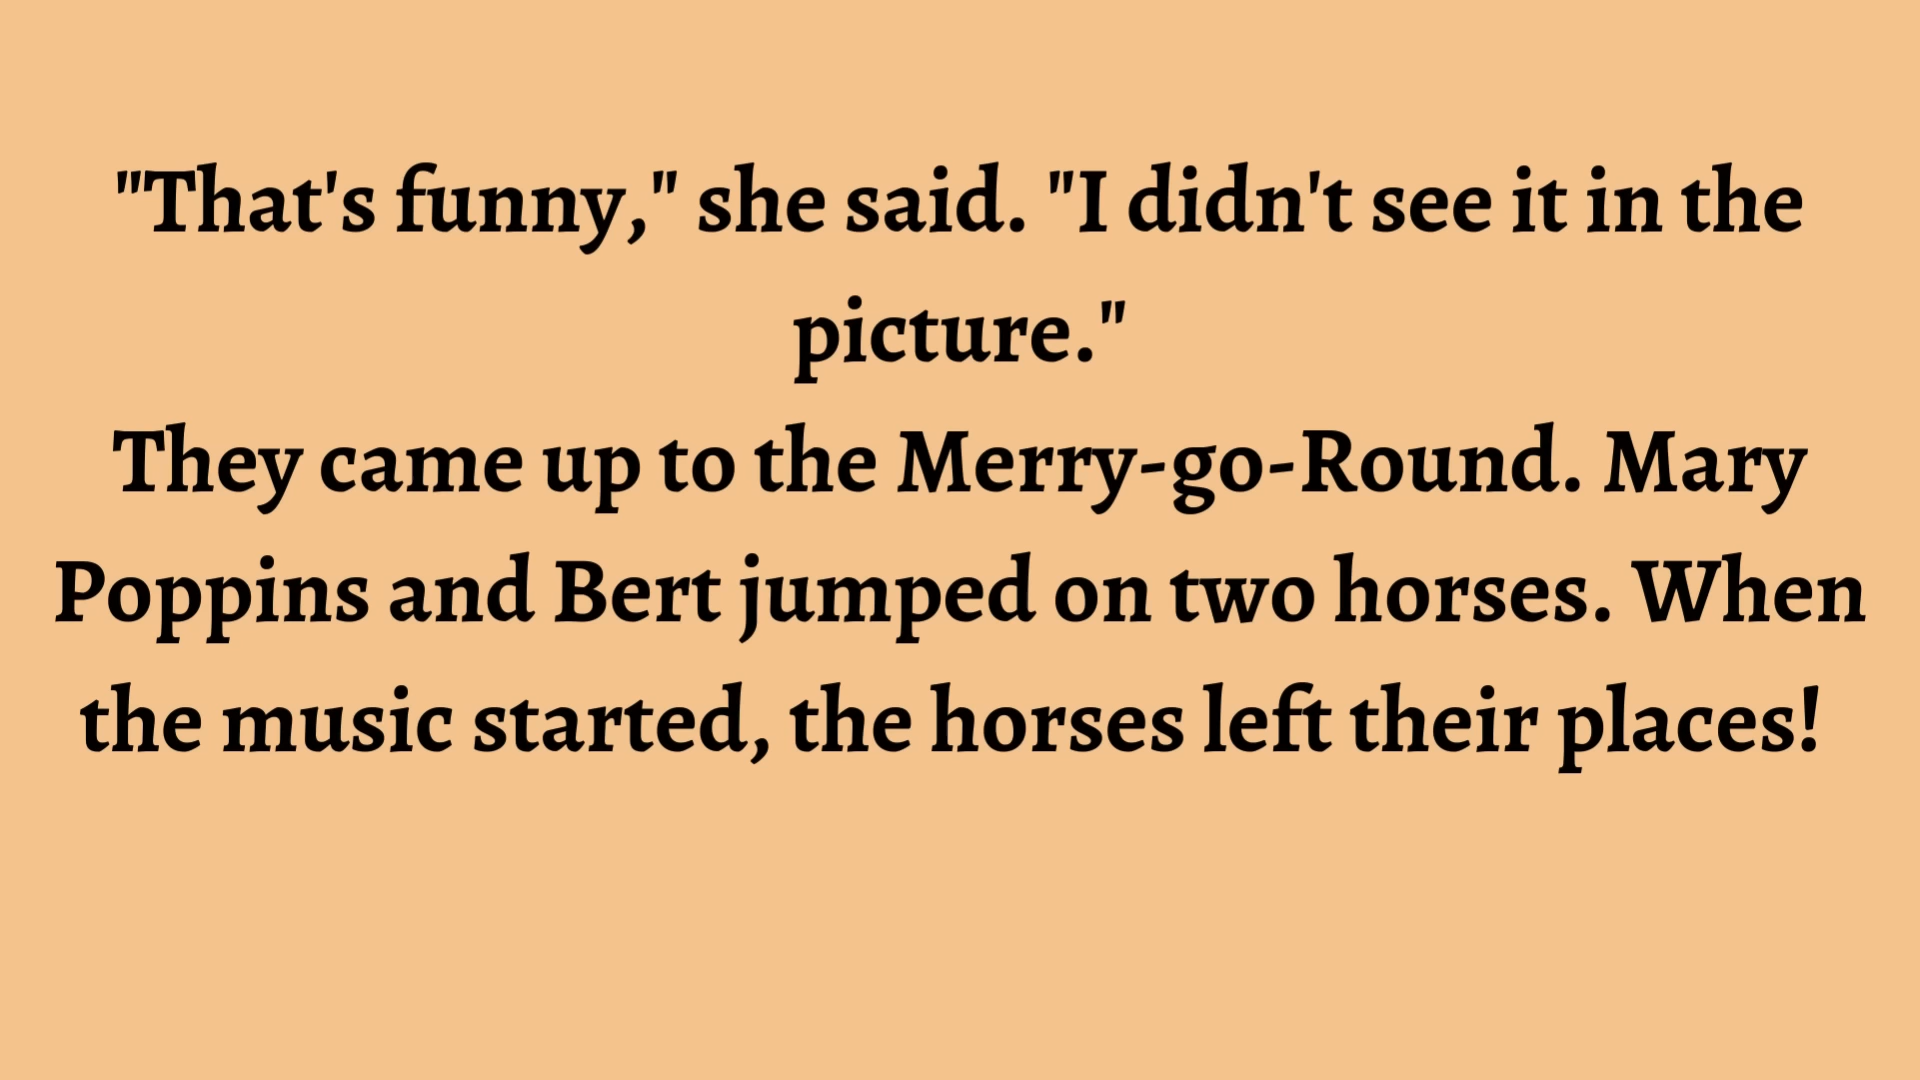 "That's funny," she said. "I didn't see it in the
picture."
They came up to the Merry-go-Round. Mary
Poppins and Bert jumped on two horses. When
the music started, the horses left their places!